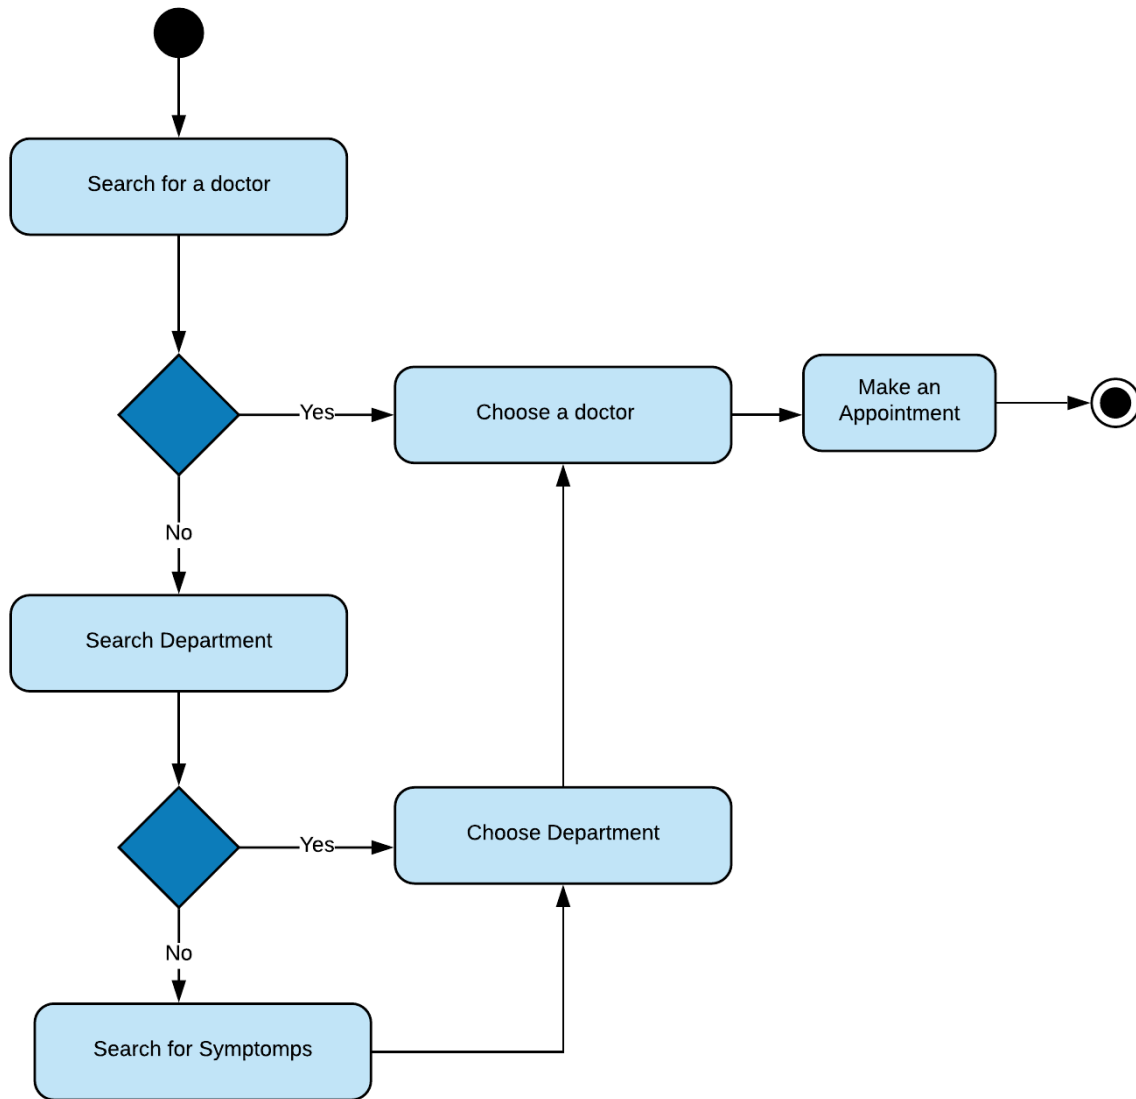 Search for a doctor
Yes
Choose a doctor
Make an
Appointment
No
Search Department
Yes
Choose Department
No
Search for Symptomps